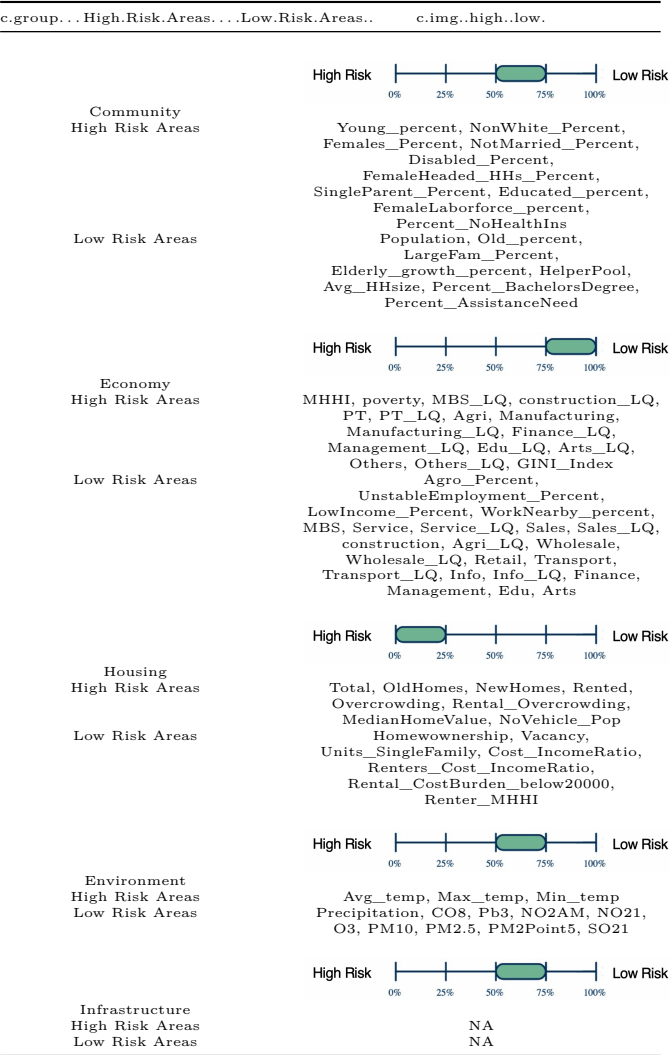 c.group...High.Risk.Areas....Low.Risk.Areas.. c.img..high..low.
High Risk Low Risk
0% 25% 50% 75% 100%
Community
High Risk Areas Young_percent, NonWhite_Percent,
Females_Percent, NotMarried_Percent,
Disabled_Percent,
FemaleHeaded_HHs_Percent,
SingleParent_Percent, Educated_percent,
FemaleLaborforce_percent,
Percent_NoHealthIns
Low Risk Areas Population, Old_percent,
LargeFam_Percent,
Elderly_growth_percent, HelperPool,
Avg_HHsize, Percent_BachelorsDegree,
Percent_AssistanceNeed
High Risk Low Risk
0% 25% 50% 75% 100%
Economy
High Risk Areas MHHI, poverty, MBS_LQ, construction_LQ,
PT, PT_LQ, Agri, Manufacturing,
Manufacturing_LQ, Finance_LQ,
Management_LQ, Edu_LQ, Arts_LQ,
Others, Others_LQ, GINI_Index
Low Risk Areas Agro_Percent,
UnstableEmployment_Percent,
LowIncome_Percent, WorkNearby_percent,
MBS, Service, Service_LQ, Sales, Sales_LQ,
construction, Agri_LQ, Wholesale,
Wholesale_LQ, Retail, Transport,
Transport_LQ, Info, Info_LQ, Finance,
Management, Edu, Arts
High Risk Low Risk
0% 25% 50% 75% 100%
Housing
High Risk Areas Total, OldHomes, NewHomes, Rented,
Overcrowding, Rental_Overcrowding,
MedianHomeValue, NoVehicle_Pop
Low Risk Areas Homewownership, Vacancy,
Units_SingleFamily, Cost_IncomeRatio,
Renters_Cost_IncomeRatio,
Rental_CostBurden_below20000,
Renter_MHHI
High Risk Low Risk
0% 25% 50% 75% 100%
Environment
High Risk Areas Avg_temp, Max_temp, Min_temp
Low Risk Areas Precipitation, CO8, Pb3, NO2AM, NO21,
O3, PM10, PM2.5, PM2Point5, SO21
High Risk Low Risk
0% 25% 50% 75% 100%
Infrastructure
High Risk Areas NA
Low Risk Areas NA